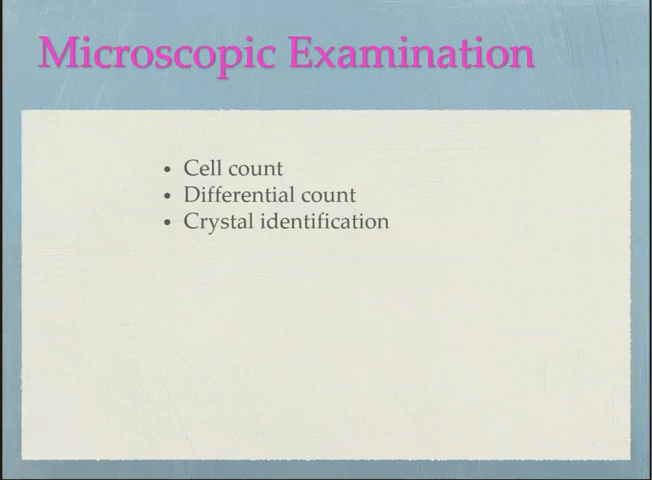 Microscopic Examination
• Cell count
• Differential count
• Crystal identification